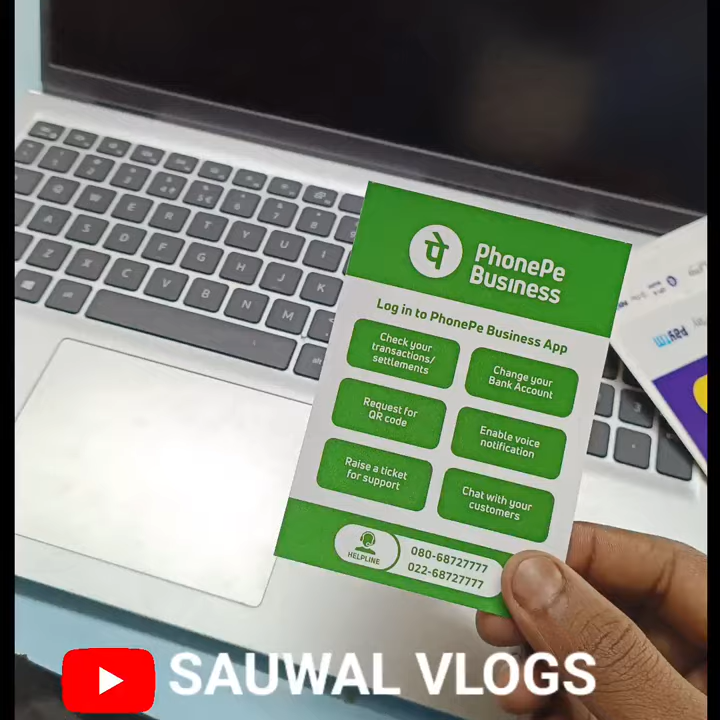 पे
PhonePe
Business
Log in to PhonePe Business App
Check your
transactions/
settlements
Change your
Bank Account
Request for
QR code
Enable voice
notification
Raise a ticket
for support
Chat with your
customers
HELPLINE
080-68727777
022-68727777
Paytm
SAUWAL VLOGS